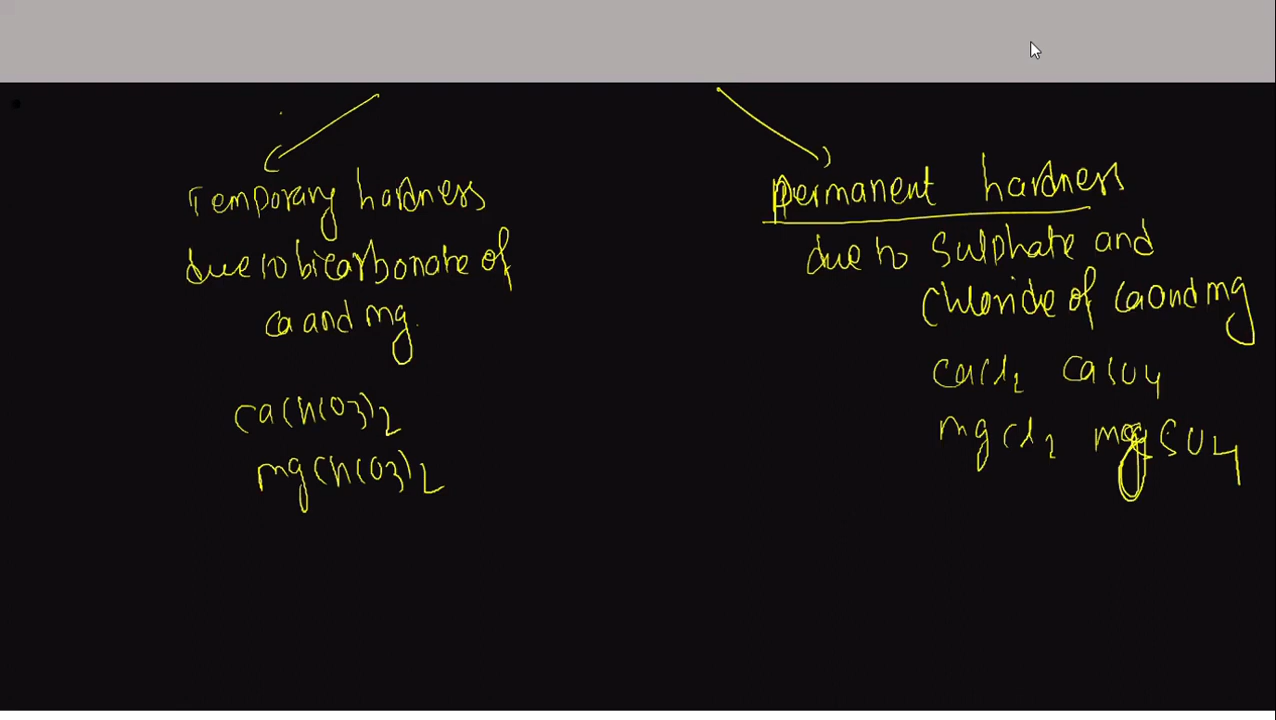 Temporary hardness
due to bicarbonate of
ca and mg.
ca(hCO3)2
mg(hCO3)2
permanent hardness
due to Sulphate and
Chloride of ca and mg
caCl2 caSO4
mgCl2 mgSO4